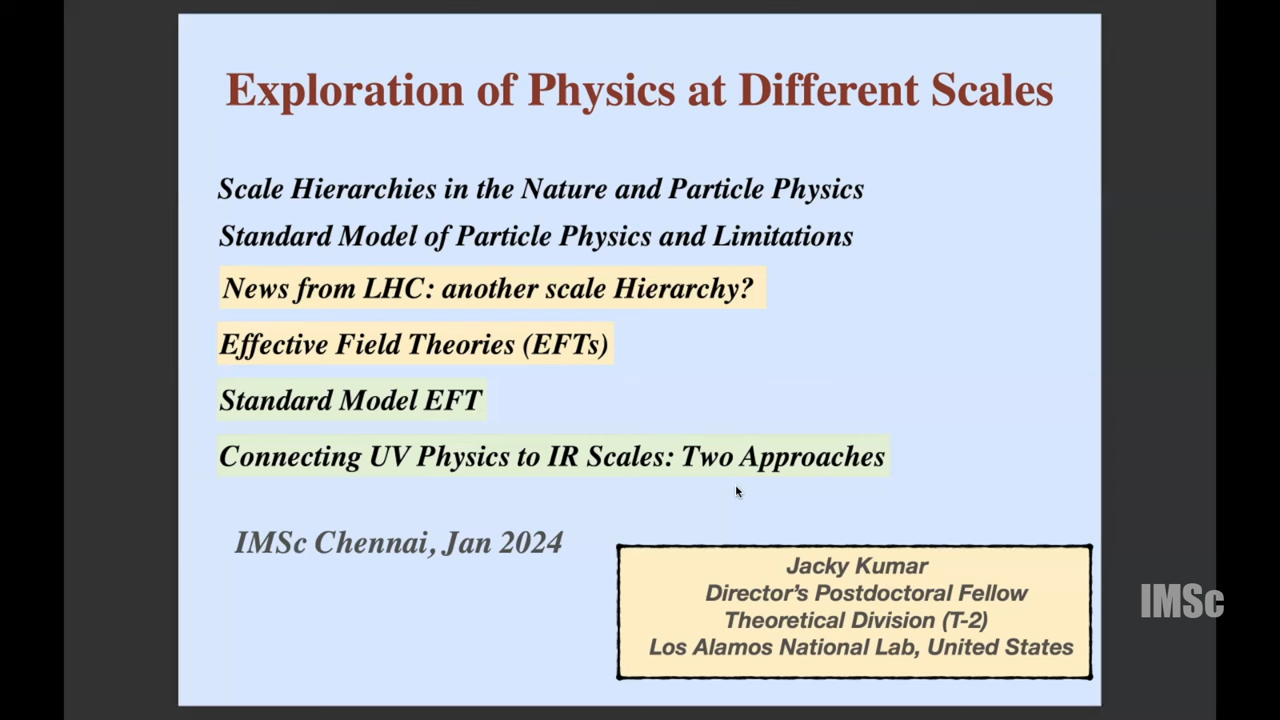 Exploration of Physics at Different Scales
Scale Hierarchies in the Nature and Particle Physics
Standard Model of Particle Physics and Limitations
News from LHC: another scale Hierarchy?
Effective Field Theories (EFTs)
Standard Model EFT
Connecting UV Physics to IR Scales: Two Approaches
IMSc Chennai, Jan 2024
Jacky Kumar
Director's Postdoctoral Fellow
Theoretical Division (T-2)
Los Alamos National Lab, United States
IMSc